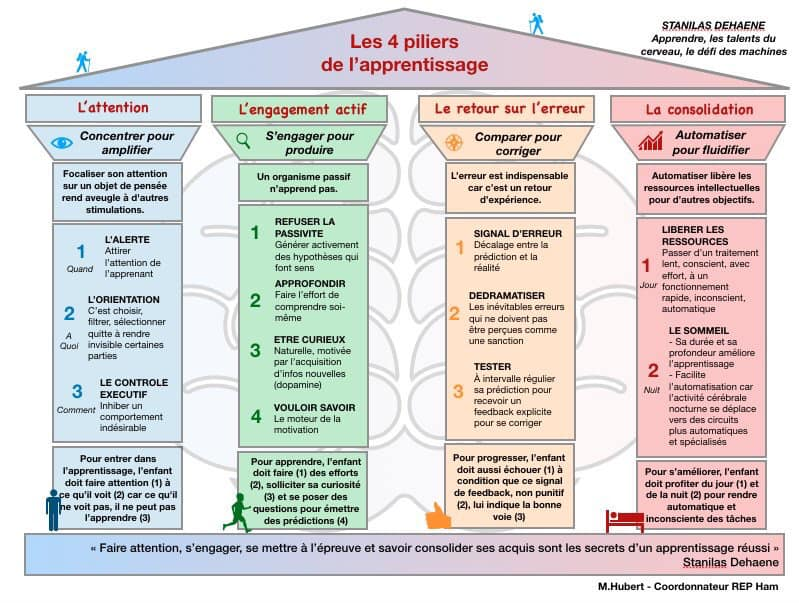 STANILAS DEHAENE
Apprendre, les talents du
cerveau, le défi des machines
Les 4 piliers
de l'apprentissage
L'attention
Concentrer pour
amplifier
Focaliser son attention
sur un objet de pensée
rend aveugle à d'autres
stimulations.
1
Quand
L'ALERTE
Attirer
l'attention de
l'apprenant
2
A
Quoi
L'ORIENTATION
C'est choisir,
filtrer, sélectionner
quitte à rendre
invisible certaines
parties
3
Comment
LE CONTROLE
EXECUTIF
Inhiber un
comportement
indésirable
Pour entrer dans
l'apprentissage, l'enfant
doit faire attention (1) à
ce qu'il voit (2) car ce qu'il
ne voit pas, il ne peut pas
l'apprendre (3)
L'engagement actif
S'engager pour
produire
Un organisme passif
n'apprend pas.
1
REFUSER LA
PASSIVITE
Générer activement
des hypothèses qui
font sens
2
APPROFONDIR
Faire l'effort de
comprendre soi-
même
3
ETRE CURIEUX
Naturelle, motivée
par l'acquisition
d'infos nouvelles
(dopamine)
4
VOULOIR SAVOIR
Le moteur de la
motivation
Pour apprendre, l'enfant
doit faire (1) des efforts
(2), solliciter sa curiosité
(3) et se poser des
questions pour émettre
des prédictions (4)
Le retour sur l'erreur
Comparer pour
corriger
L'erreur est indispensable
car c'est un retour
d'expérience.
1
SIGNAL D'ERREUR
Décalage entre la
prédiction et la
réalité
2
DEDRAMATISER
Les inévitables erreurs
qui ne doivent pas
être perçues comme
une sanction
3
TESTER
À intervalle régulier
sa prédiction pour
recevoir un
feedback explicite
pour se corriger
Pour progresser, l'enfant
doit aussi échouer (1) à
condition que ce signal
de feedback, non punitif
(2), lui indique la bonne
voie (3)
La consolidation
Automatiser
pour fluidifier
Automatiser libère les
ressources intellectuelles
pour d'autres objectifs.
1
Jour
LIBERER LES
RESSOURCES
Passer d'un traitement
lent, conscient, avec
effort, à un
fonctionnement
rapide, inconscient,
automatique
2
Nuit
LE SOMMEIL
- Sa durée et sa
profondeur améliore
l'apprentissage
- Facilite
l'automatisation car
l'activité cérébrale
nocturne se déplace
vers des circuits
plus automatiques
et spécialisés
Pour s'améliorer, l'enfant
doit profiter du jour (1) et
de la nuit (2) pour rendre
automatique et
inconsciente des tâches
« Faire attention, s'engager, se mettre à l'épreuve et savoir consolider ses acquis sont les secrets d'un apprentissage réussi »
Stanilas Dehaene
M.Hubert - Coordonnateur REP Ham